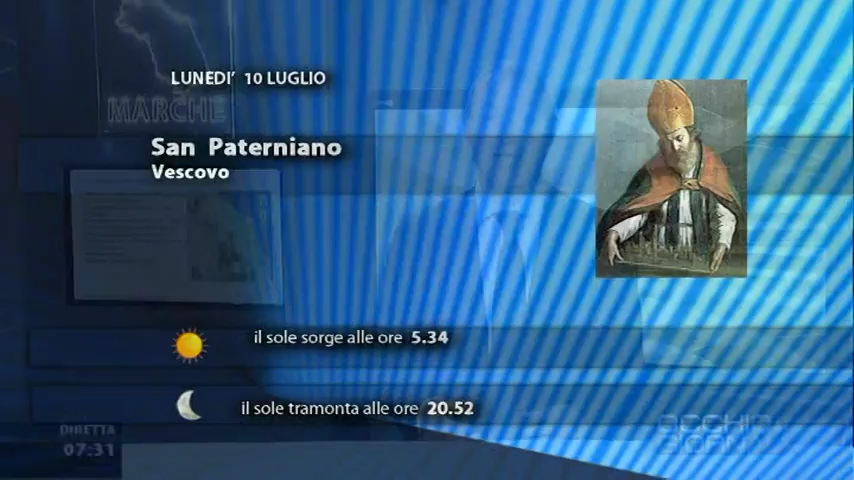 LUNEDI' 10 LUGLIO
MARCHE
San Paterniano
Vescovo
il sole sorge alle ore 5.34
il sole tramonta alle ore 20.52
DIRETTA
07:31